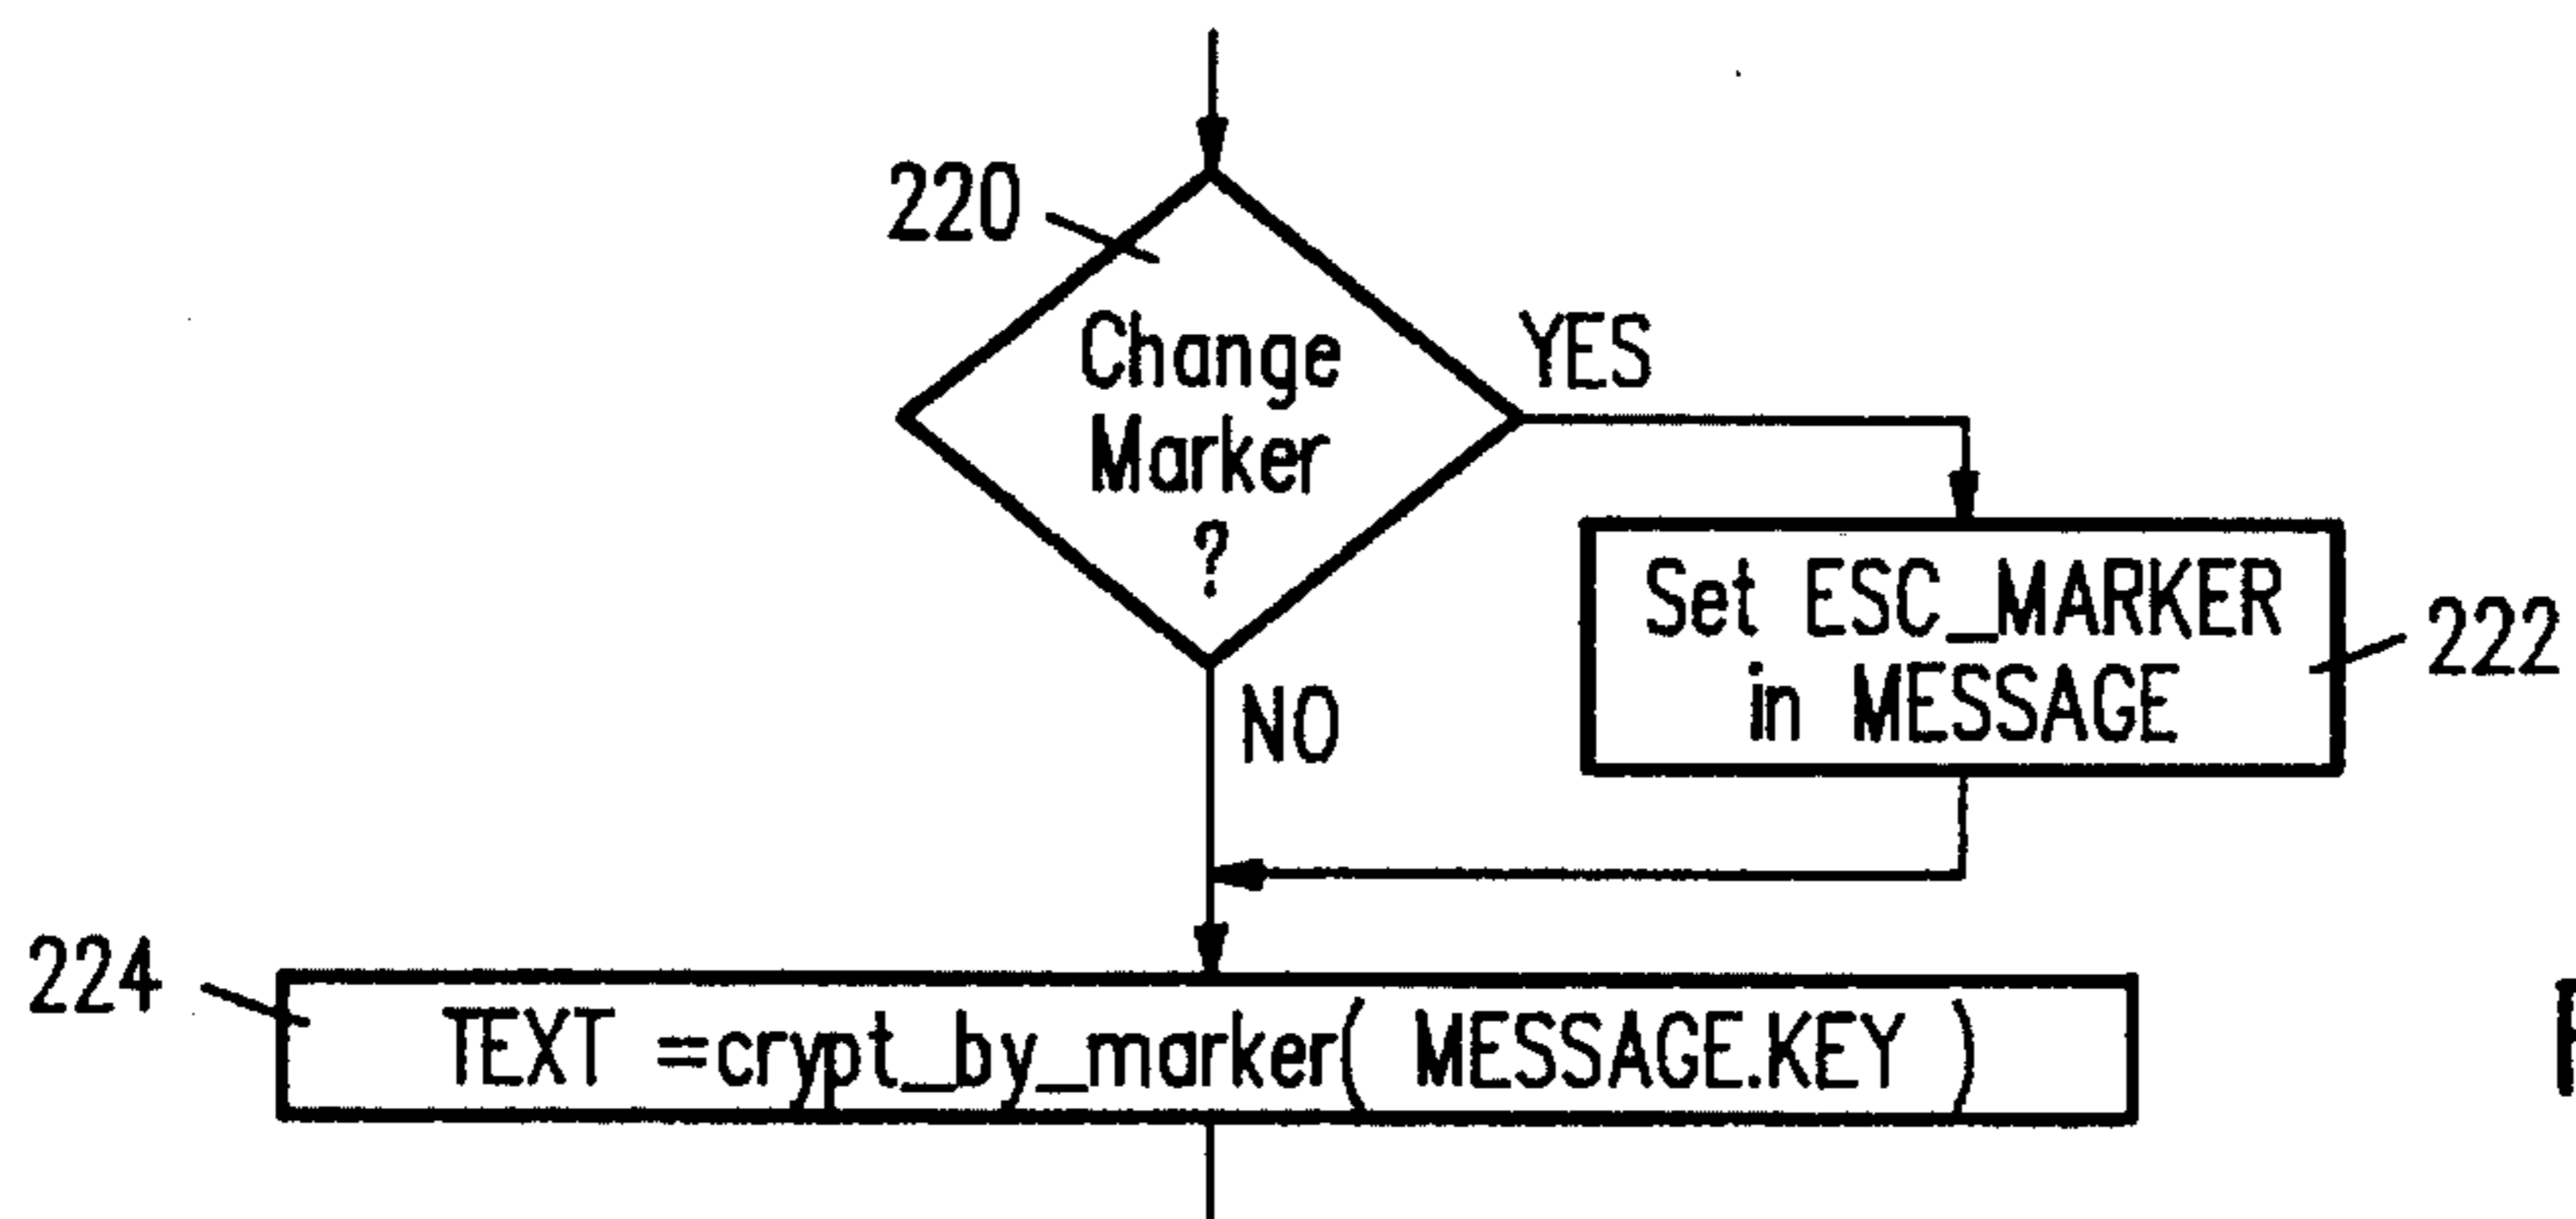 220
Change
Marker
?
YES
Set ESC_MARKER
in MESSAGE
222
NO
224
TEXT =crypt_by_marker( MESSAGE.KEY )